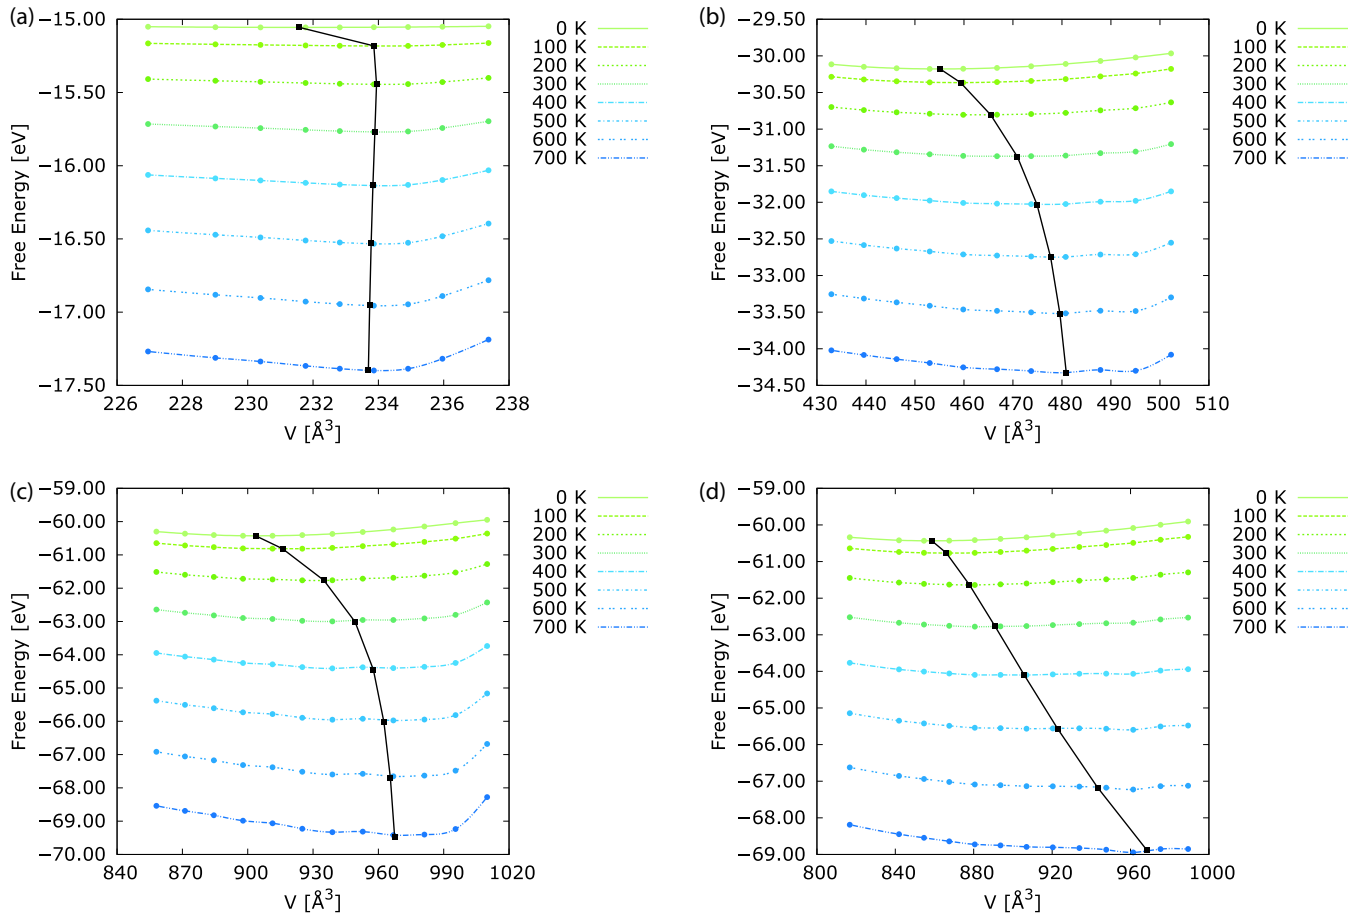 (a)
Free Energy [eV]
−15.00
−15.50
−16.00
−16.50
−17.00
−17.50
226 228 230 232 234 236 238
V [Å³]
0 K
100 K
200 K
300 K
400 K
500 K
600 K
700 K
(b)
Free Energy [eV]
−29.50
−30.00
−30.50
−31.00
−31.50
−32.00
−32.50
−33.00
−33.50
−34.00
−34.50
430 440 450 460 470 480 490 500 510
V [Å³]
0 K
100 K
200 K
300 K
400 K
500 K
600 K
700 K
(c)
Free Energy [eV]
−59.00
−60.00
−61.00
−62.00
−63.00
−64.00
−65.00
−66.00
−67.00
−68.00
−69.00
−70.00
840 870 900 930 960 990 1020
V [Å³]
0 K
100 K
200 K
300 K
400 K
500 K
600 K
700 K
(d)
Free Energy [eV]
−59.00
−60.00
−61.00
−62.00
−63.00
−64.00
−65.00
−66.00
−67.00
−68.00
−69.00
800 840 880 920 960 1000
V [Å³]
0 K
100 K
200 K
300 K
400 K
500 K
600 K
700 K